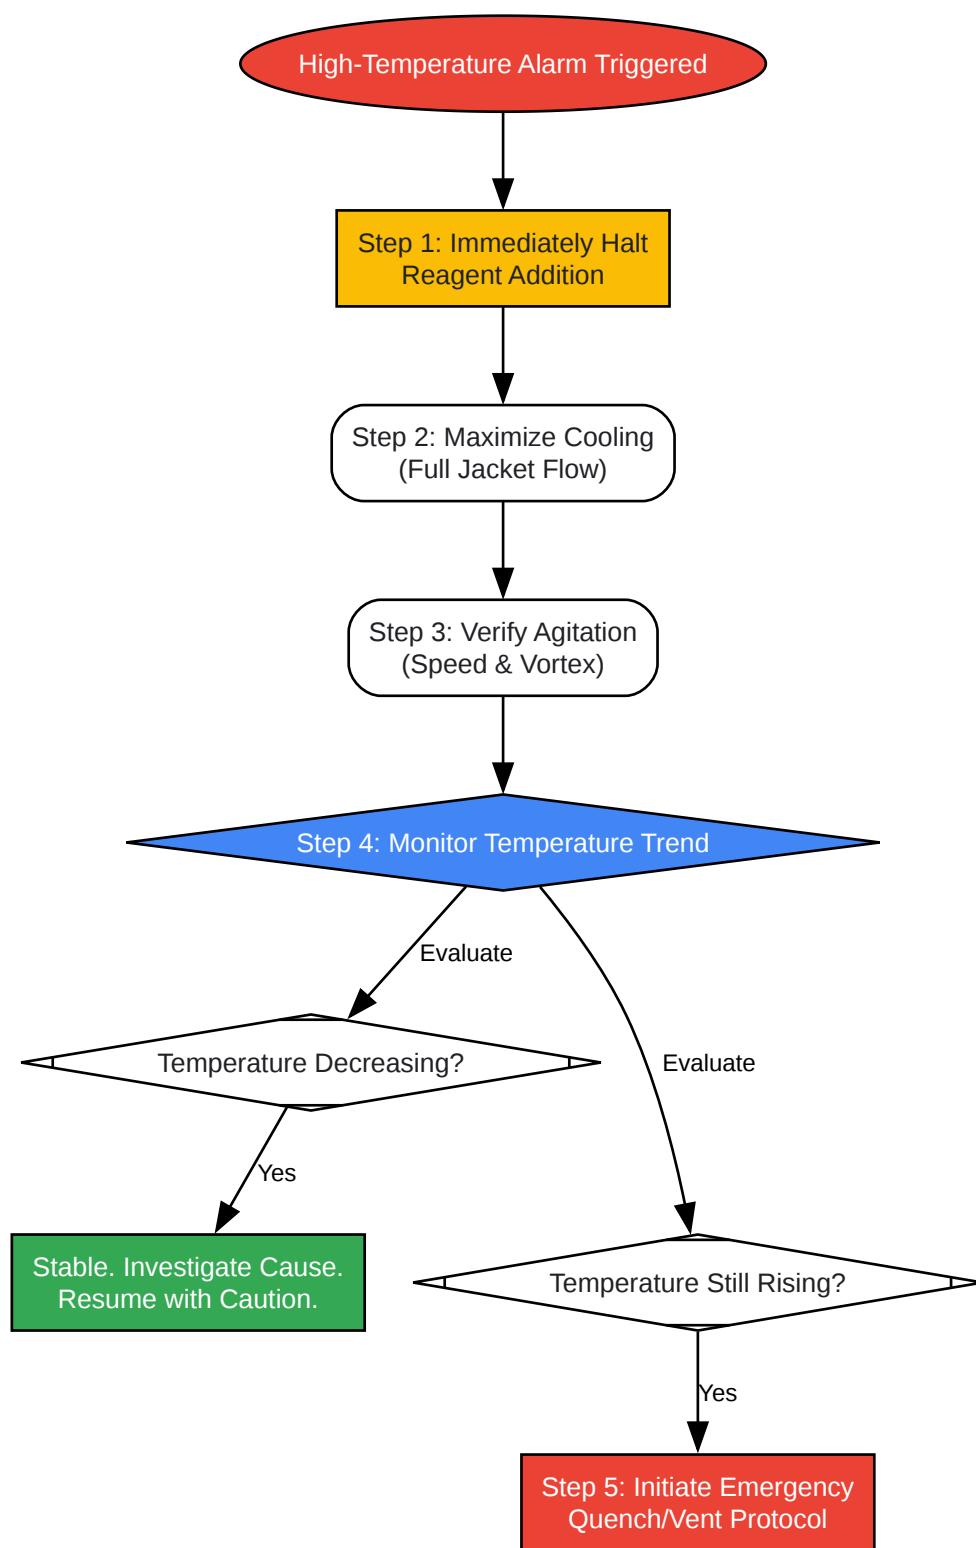 High-Temperature Alarm Triggered
Step 1: Immediately Halt
Reagent Addition
Step 2: Maximize Cooling
(Full Jacket Flow)
Step 3: Verify Agitation
(Speed & Vortex)
Step 4: Monitor Temperature Trend
Evaluate
Temperature Decreasing?
Evaluate
Yes
Stable. Investigate Cause.
Resume with Caution.
Temperature Still Rising?
Yes
Step 5: Initiate Emergency
Quench/Vent Protocol